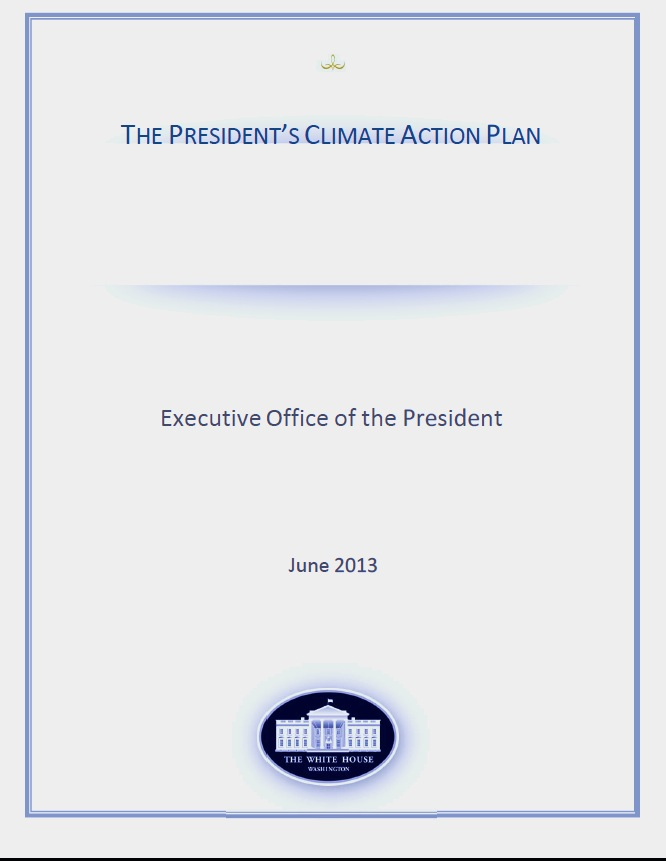 THE PRESIDENT'S CLIMATE ACTION PLAN
Executive Office of the President
June 2013
THE WHITE HOUSE
WASHINGTON